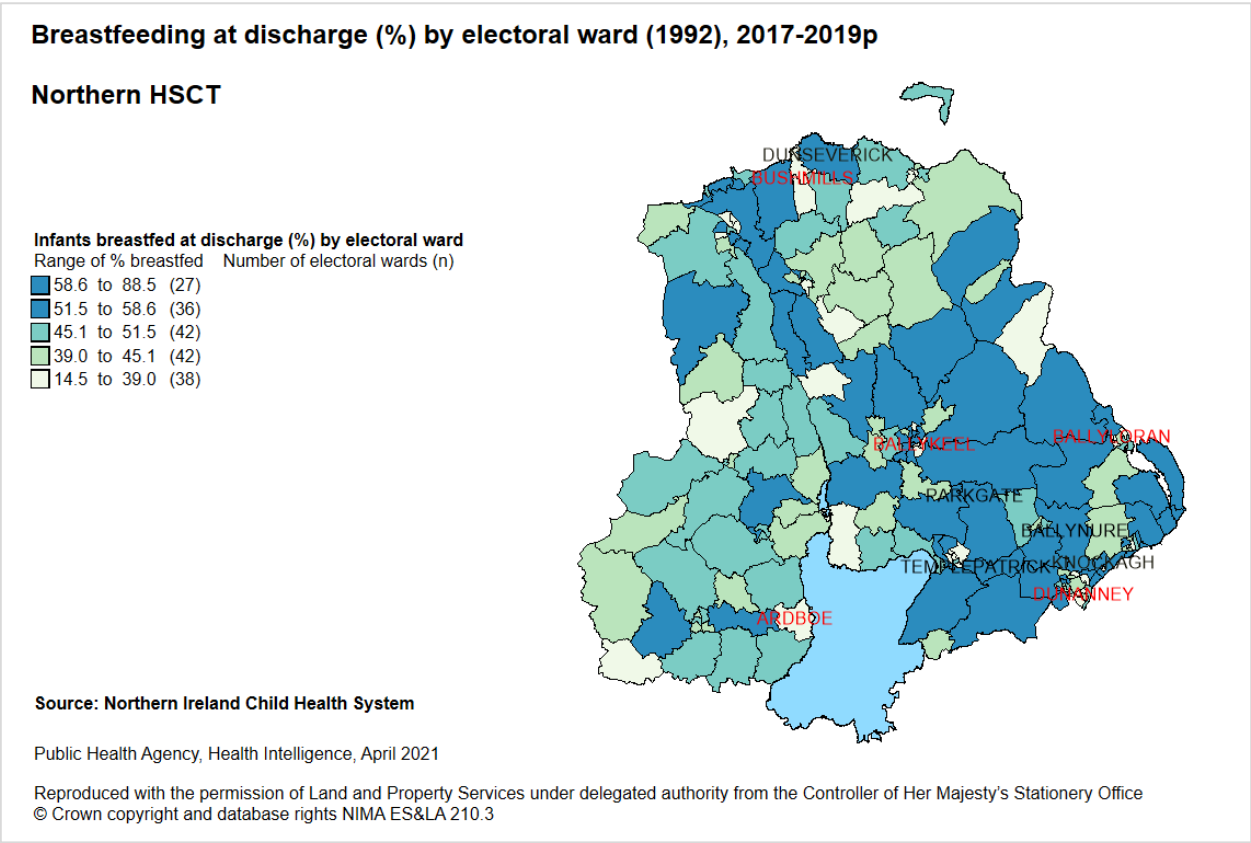 Breastfeeding at discharge (%) by electoral ward (1992), 2017-2019p
Northern HSCT
DUNSEVERICK
BUSHMILLS
Infants breastfed at discharge (%) by electoral ward
Range of % breastfed Number of electoral wards (n)
58.6 to 88.5 (27)
51.5 to 58.6 (36)
45.1 to 51.5 (42)
39.0 to 45.1 (42)
14.5 to 39.0 (38)
BALLYLORAN
BALLYKEEL
PARKGATE
BALLYNURE
TEMPLEPATRICK
KNOCKAGH
DUNANNEY
ARDBOE
Source: Northern Ireland Child Health System
Public Health Agency, Health Intelligence, April 2021
Reproduced with the permission of Land and Property Services under delegated authority from the Controller of Her Majesty's Stationery Office
© Crown copyright and database rights NIMA ES&LA 210.3